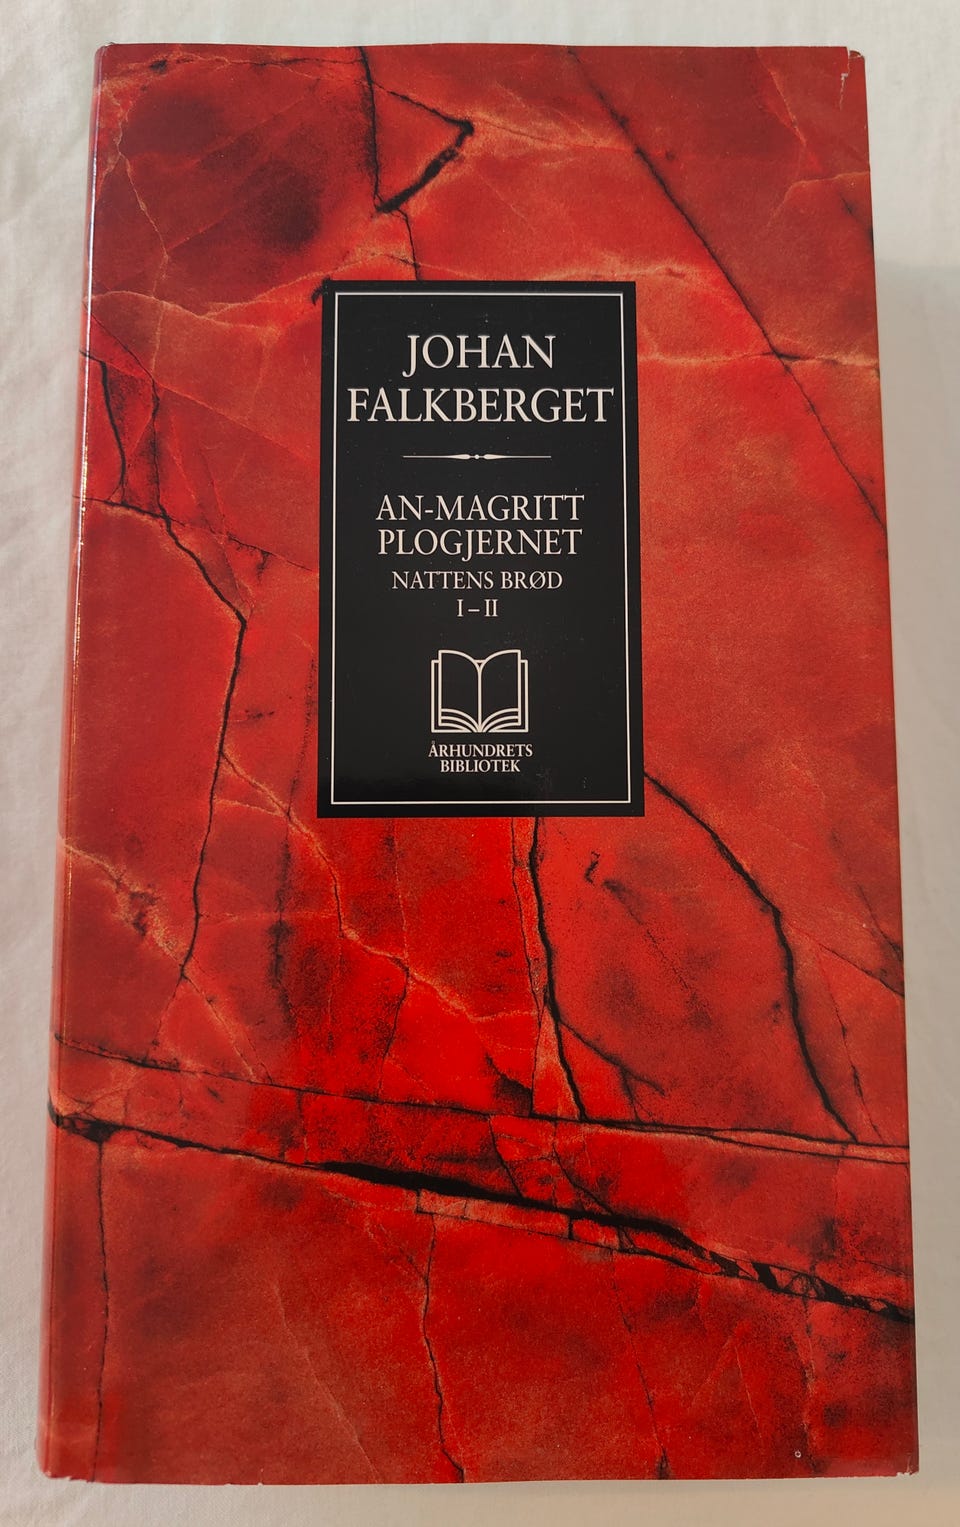 JOHAN
FALKBERGET
AN-MAGRITT
PLOGJERNET
NATTENS BRØD
I–II
ÅRHUNDRETS
BIBLIOTEK